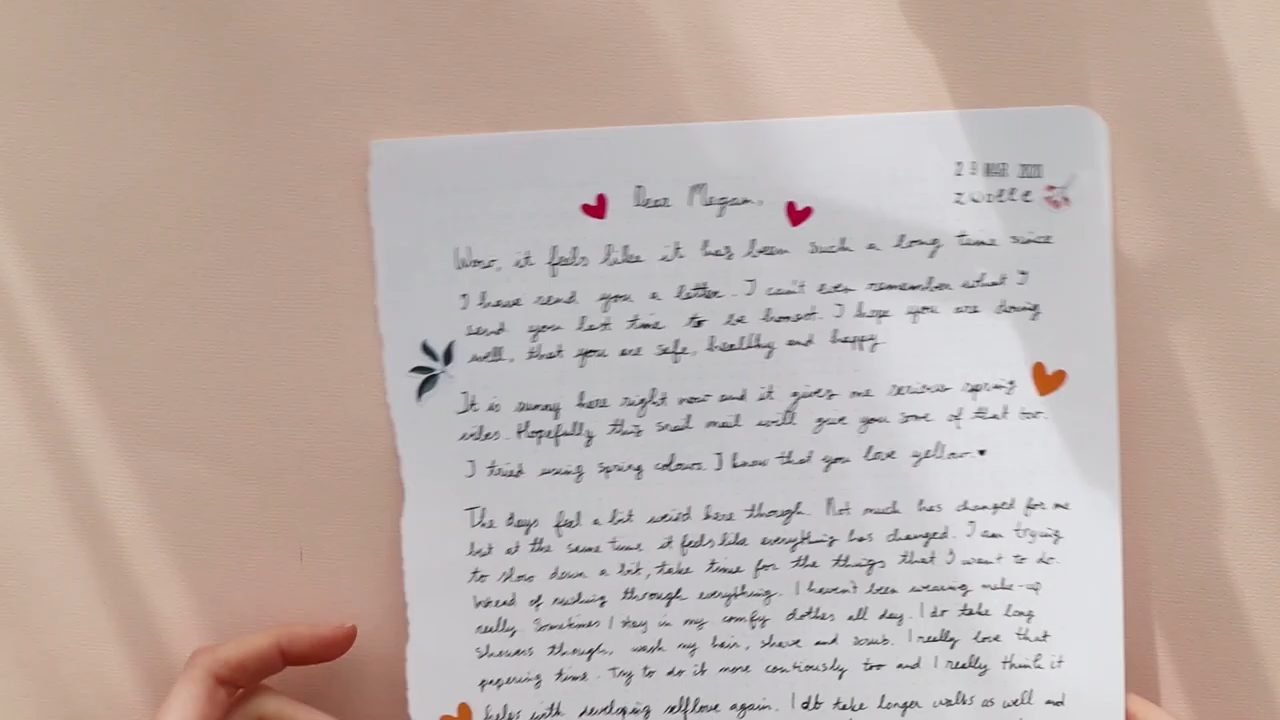 29 MAR 2020
zwolle
Dear Megan,
Wow, it feels like it has been such a long time since
I have send you a letter. I can't even remember what I
send you last time to be honest. I hope you are doing
well, that you are safe, healthy and happy
It is sunny here right now and it gives me serious spring
vibes. Hopefully this snail mail will give you some of that too.
I tried using spring colours I know that you love yellow. ♥
The days feel a bit weird here though. Not much has changed for me
but at the same time it feels like everything has changed. I am trying
to slow down a bit, take time for the things that I want to do.
Instead of rushing through everything. I haven't been wearing make-up
really. Sometimes I stay in my comfy clothes all day. I do take long
showers though, wash my hair, shave and scrub. I really love that
pampering time. Try to do it more contiously too and I really think it
helps with developing selflove again. I do take longer walks as well and